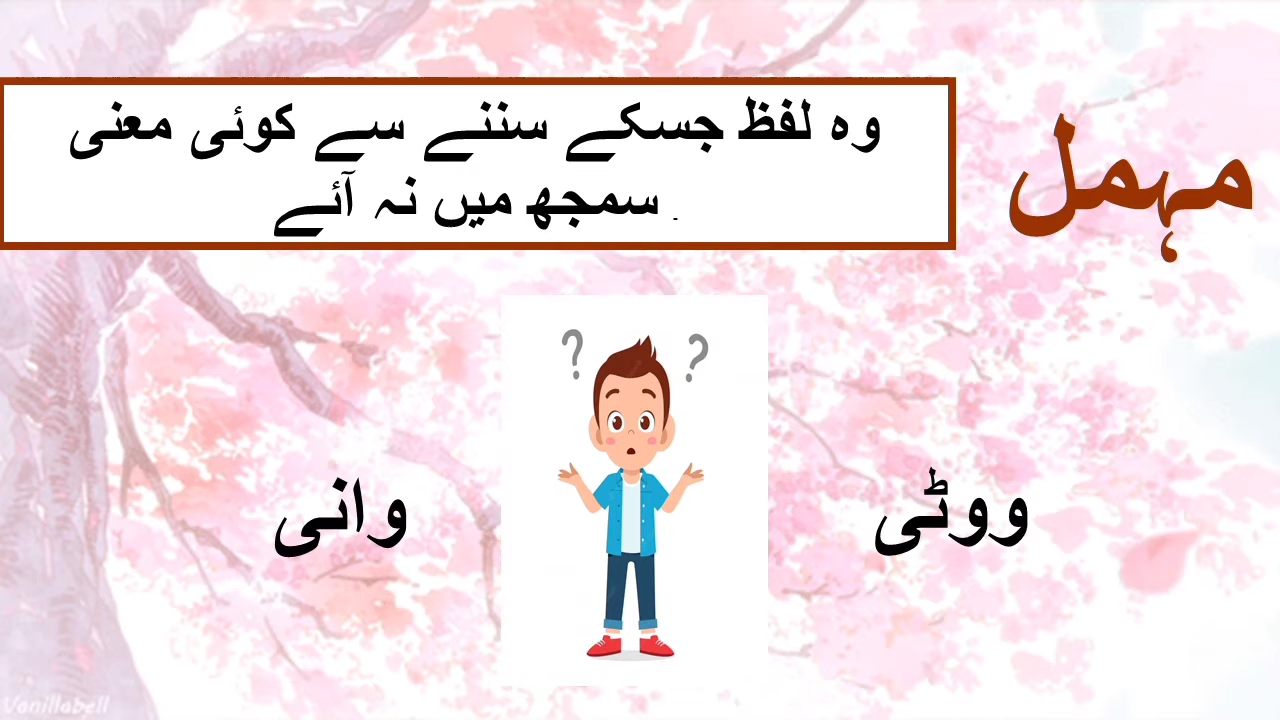 مہمل
وہ لفظ جسکے سننے سے کوئی معنی
سمجھ میں نہ آئے
ووٹی
وانی
Vanillabell